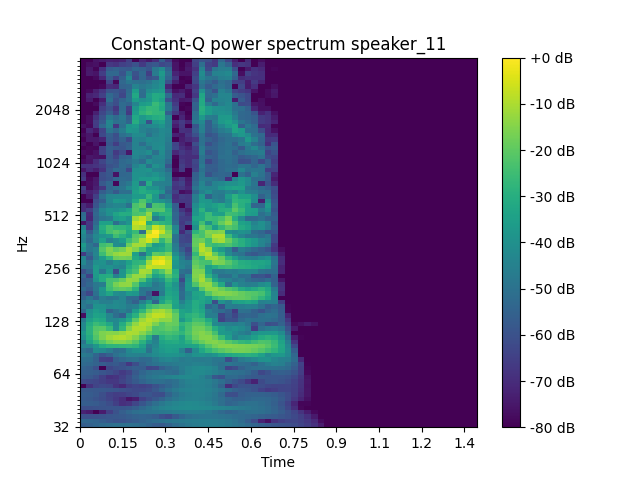 Constant-Q power spectrum speaker_11
Hz
2048
1024
512
256
128
64
32
0 0.15 0.3 0.45 0.6 0.75 0.9 1.1 1.2 1.4
Time
+0 dB
-10 dB
-20 dB
-30 dB
-40 dB
-50 dB
-60 dB
-70 dB
-80 dB